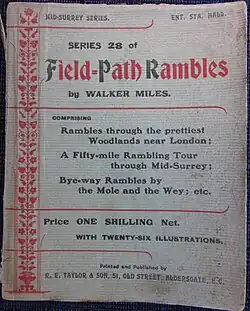 MID-SURREY SERIES. ENT. STA. HALL.
SERIES 28 of
Field-Path Rambles
by WALKER MILES.
COMPRISING
Rambles through the prettiest
Woodlands near London;
A Fifty-mile Rambling Tour
through Mid-Surrey;
Bye-way Rambles by
the Mole and the Wey; etc.
Price ONE SHILLING Net.
WITH TWENTY-SIX ILLUSTRATIONS.
Printed and Published by
R. E. TAYLOR & SON, 51, OLD STREET, ALDERSGATE, E.C.